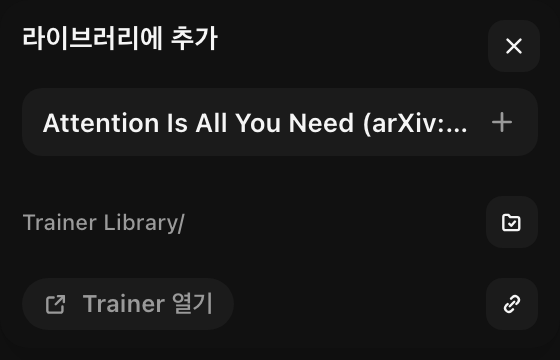 라이브러리에 추가
Attention Is All You Need (arXiv:...
Trainer Library/
Trainer 열기